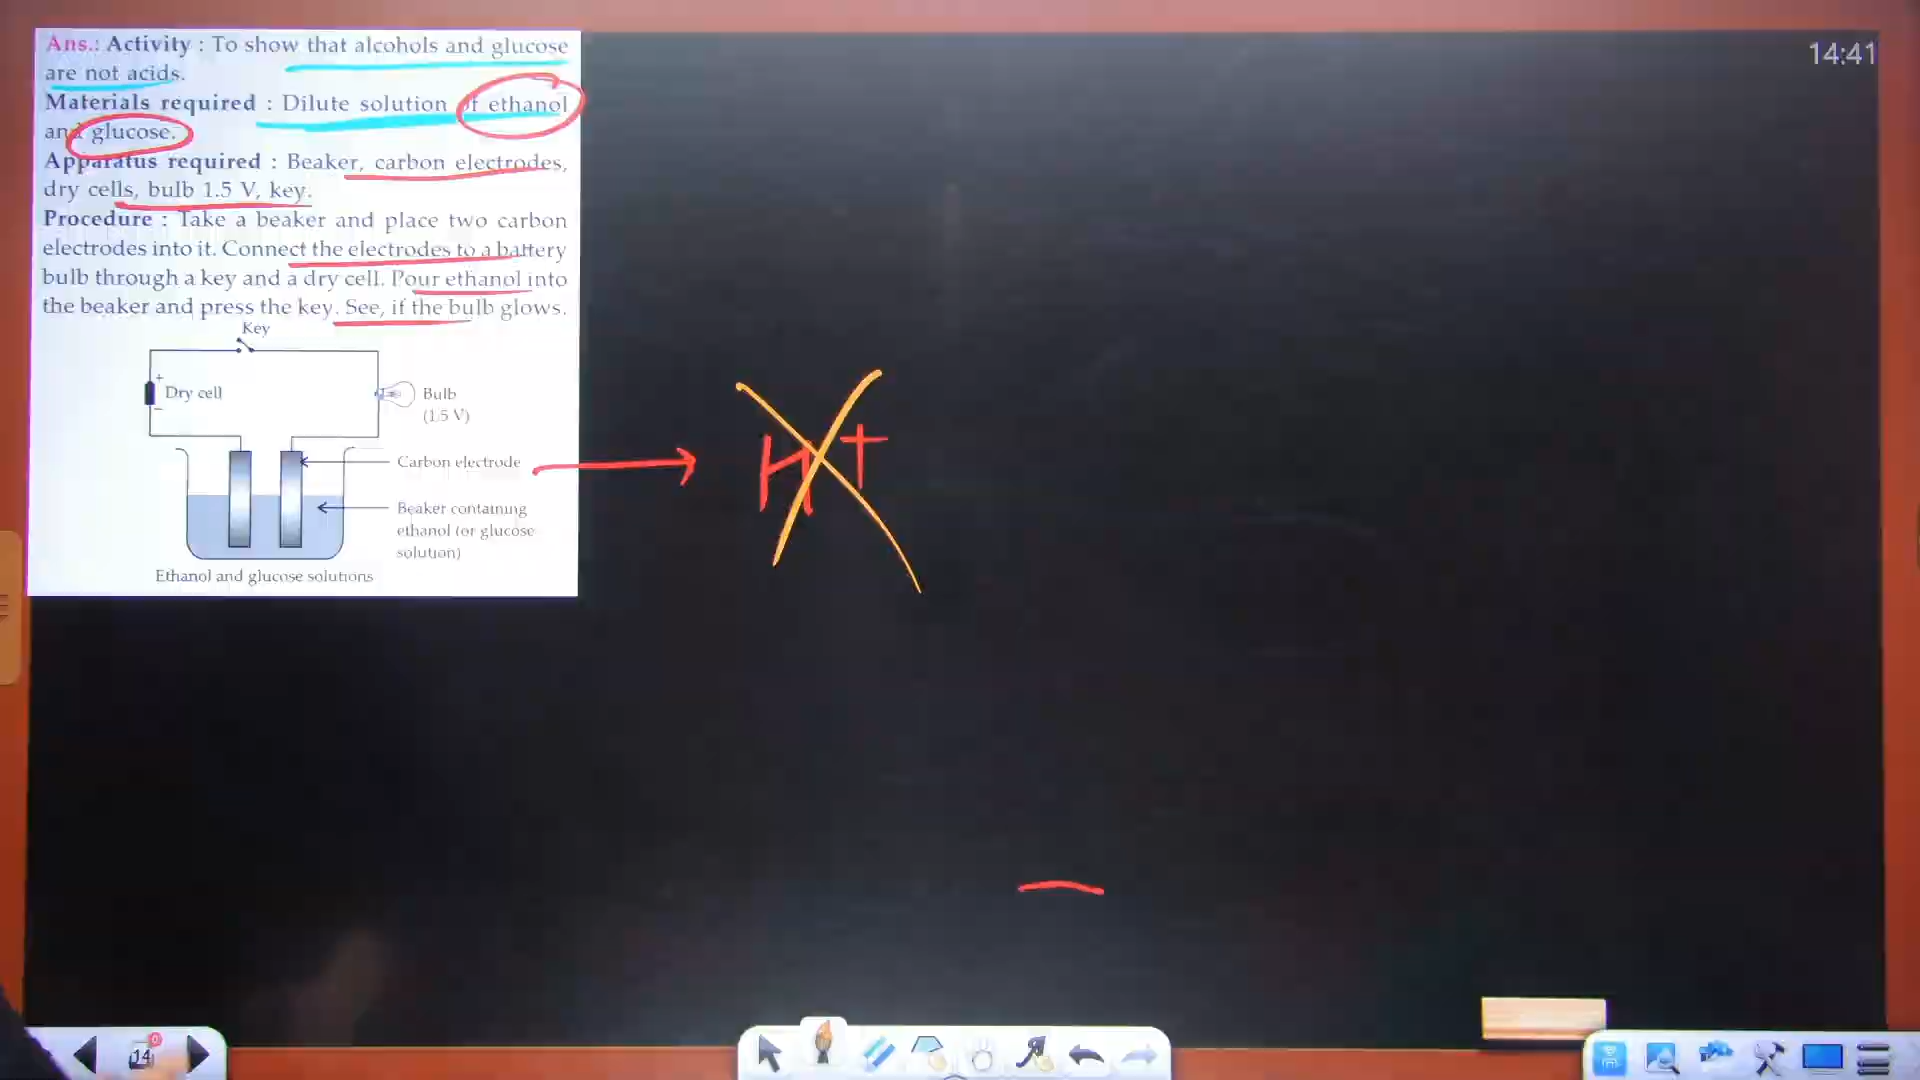 Ans.: Activity : To show that alcohols and glucose
are not acids.
Materials required : Dilute solution of ethanol
and glucose.
Apparatus required : Beaker, carbon electrodes,
dry cells, bulb 1.5 V, key.
Procedure : Take a beaker and place two carbon
electrodes into it. Connect the electrodes to a battery
bulb through a key and a dry cell. Pour ethanol into
the beaker and press the key. See, if the bulb glows.
Key
+
Dry cell
−
Bulb
(1.5 V)
Carbon electrode
Beaker containing
ethanol (or glucose
solution)
Ethanol and glucose solutions
H+
14:41
14
0